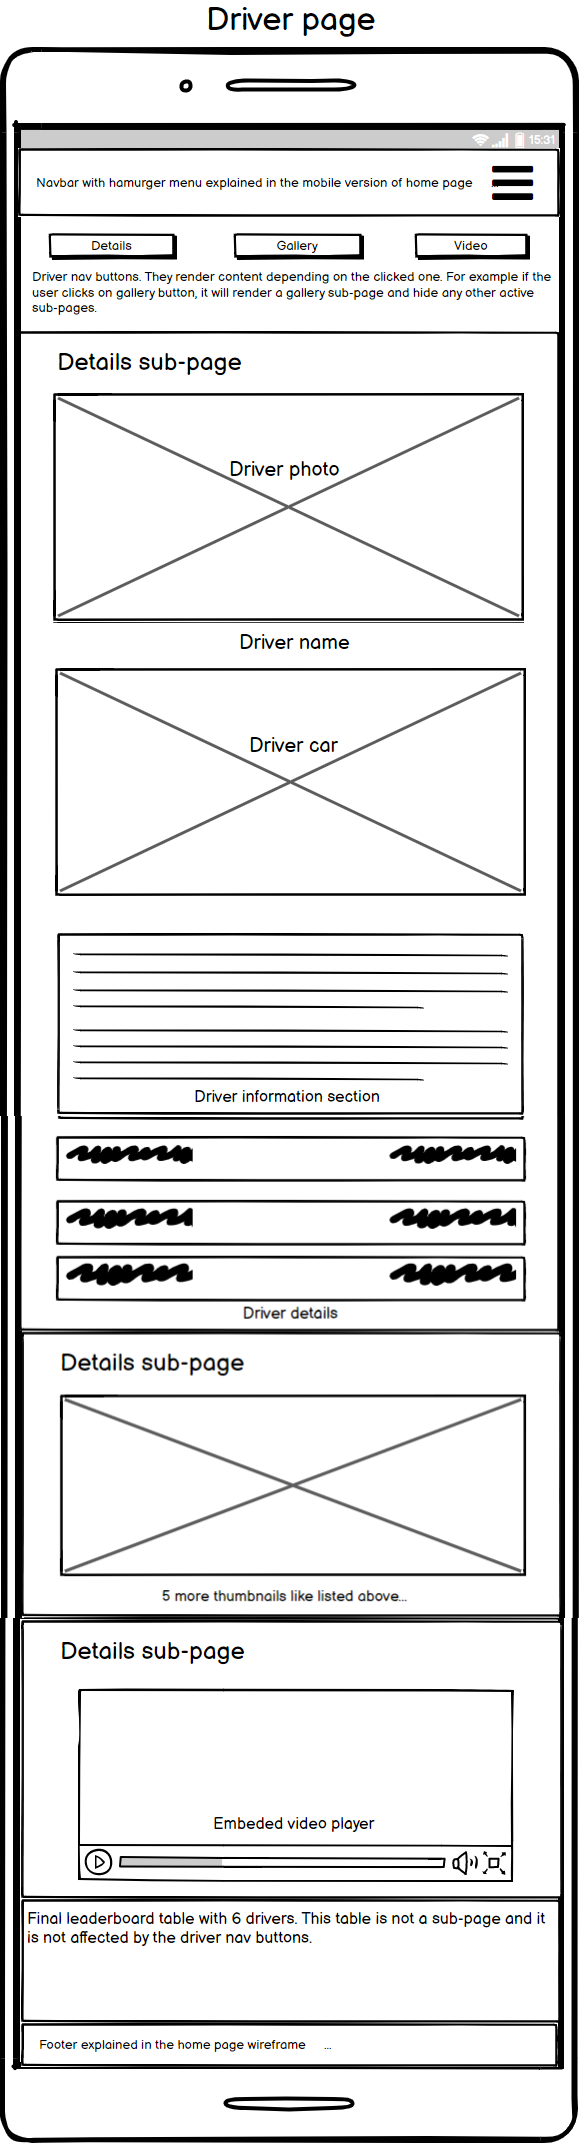 Driver page
15:31
Navbar with hamurger menu explained in the mobile version of home page
Details
Gallery
Video
Driver nav buttons. They render content depending on the clicked one. For example if the
user clicks on gallery button, it will render a gallery sub-page and hide any other active
sub-pages.
Details sub-page
Driver photo
Driver name
Driver car
Driver information section
Driver details
Details sub-page
5 more thumbnails like listed above...
Details sub-page
Embeded video player
Final leaderboard table with 6 drivers. This table is not a sub-page and it
is not affected by the driver nav buttons.
Footer explained in the home page wireframe ...